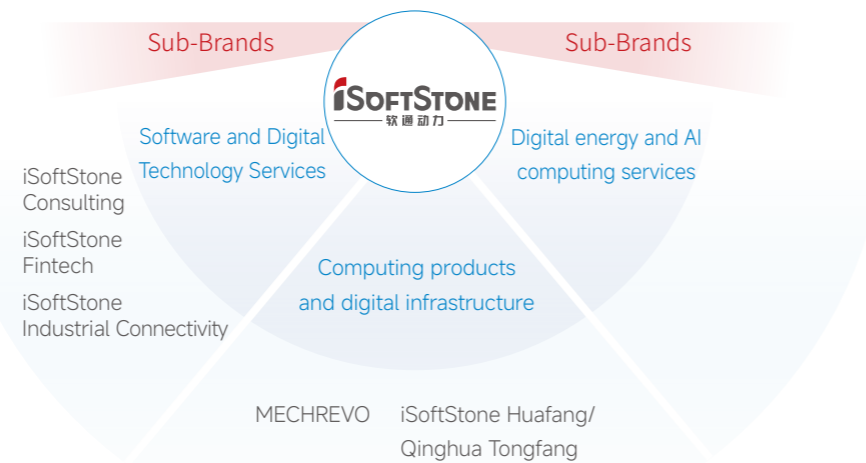 Sub-Brands
Sub-Brands
iSOFTSTONE
软通动力
Software and Digital
Technology Services
Digital energy and AI
computing services
iSoftStone
Consulting
iSoftStone
Fintech
iSoftStone
Industrial Connectivity
Computing products
and digital infrastructure
MECHREVO
iSoftStone Huafang/
Qinghua Tongfang